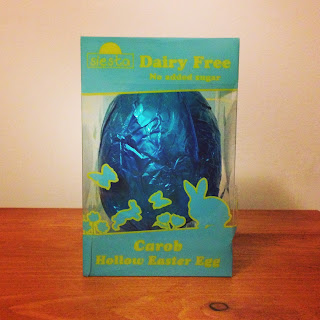 siesta
Dairy Free
No added sugar
Carob
Hollow Easter Egg